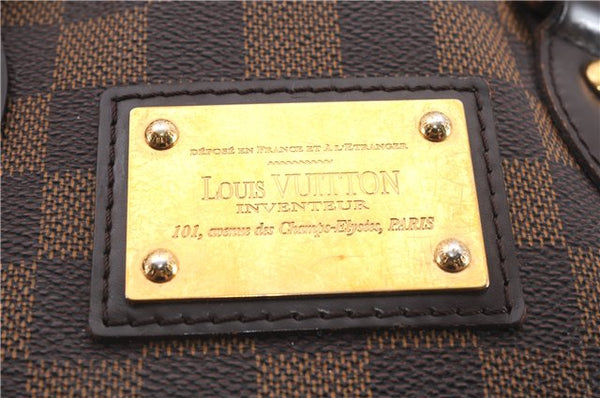 DÉPOSÉ EN FRANCE ET À L'ÉTRANGER
LOUIS VUITTON
INVENTEUR
101, avenue des Champs-Elysées, PARIS